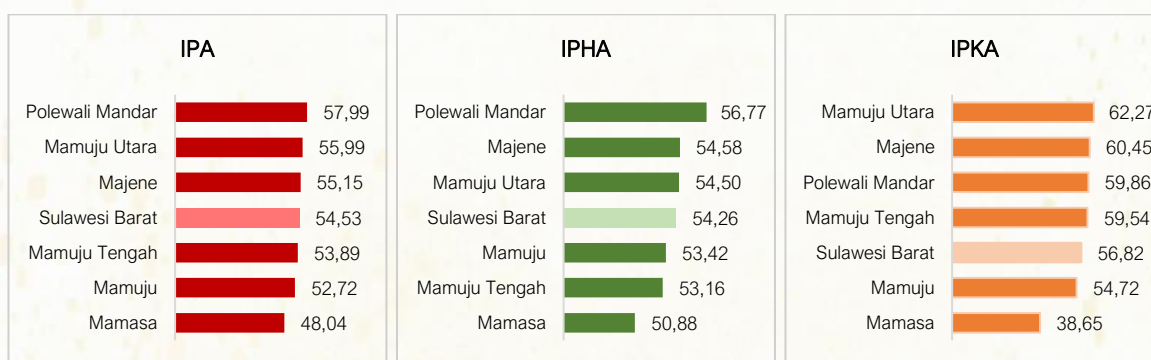 IPA
Polewali Mandar 57,99
Mamuju Utara 55,99
Majene 55,15
Sulawesi Barat 54,53
Mamuju Tengah 53,89
Mamuju 52,72
Mamasa 48,04
IPHA
Polewali Mandar 56,77
Majene 54,58
Mamuju Utara 54,50
Sulawesi Barat 54,26
Mamuju 53,42
Mamuju Tengah 53,16
Mamasa 50,88
IPKA
Mamuju Utara 62,27
Majene 60,45
Polewali Mandar 59,86
Mamuju Tengah 59,54
Sulawesi Barat 56,82
Mamuju 54,72
Mamasa 38,65